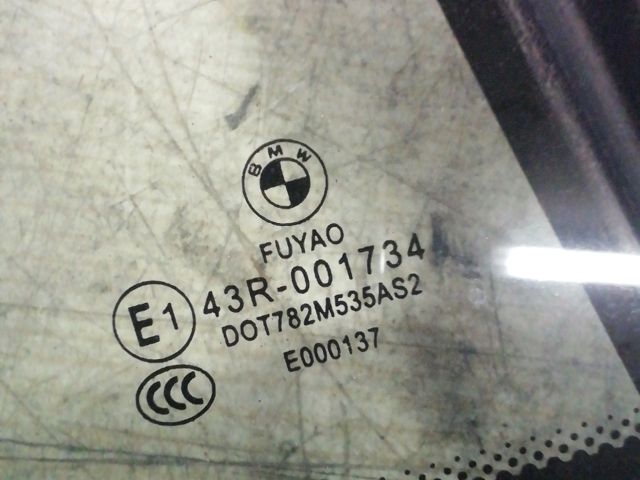 BMW
FUYAO
E1 43R-001734
DOT782M535AS2
E000137
CCC